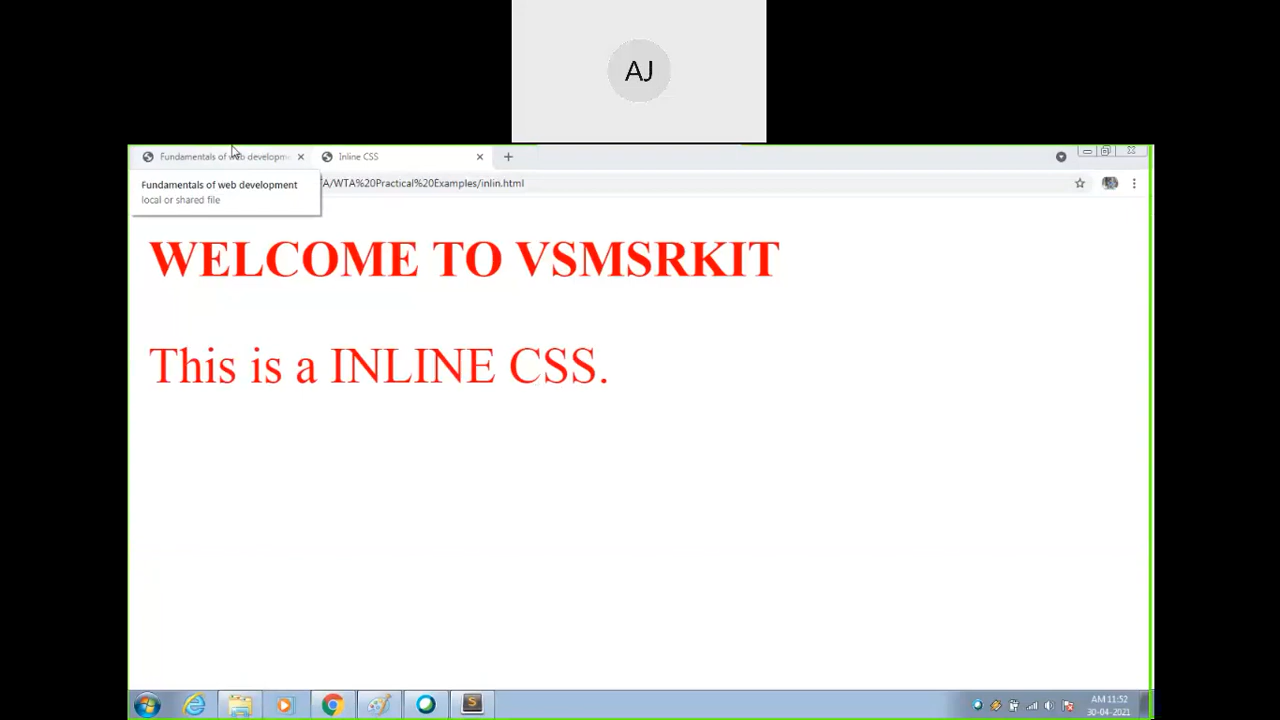 AJ
Fundamentals of web developm
Inline CSS
Fundamentals of web development
local or shared file
/A/WTA%20Practical%20Examples/inlin.html
WELCOME TO VSMSRKIT
This is a INLINE CSS.
AM 11:52
30-04-2021